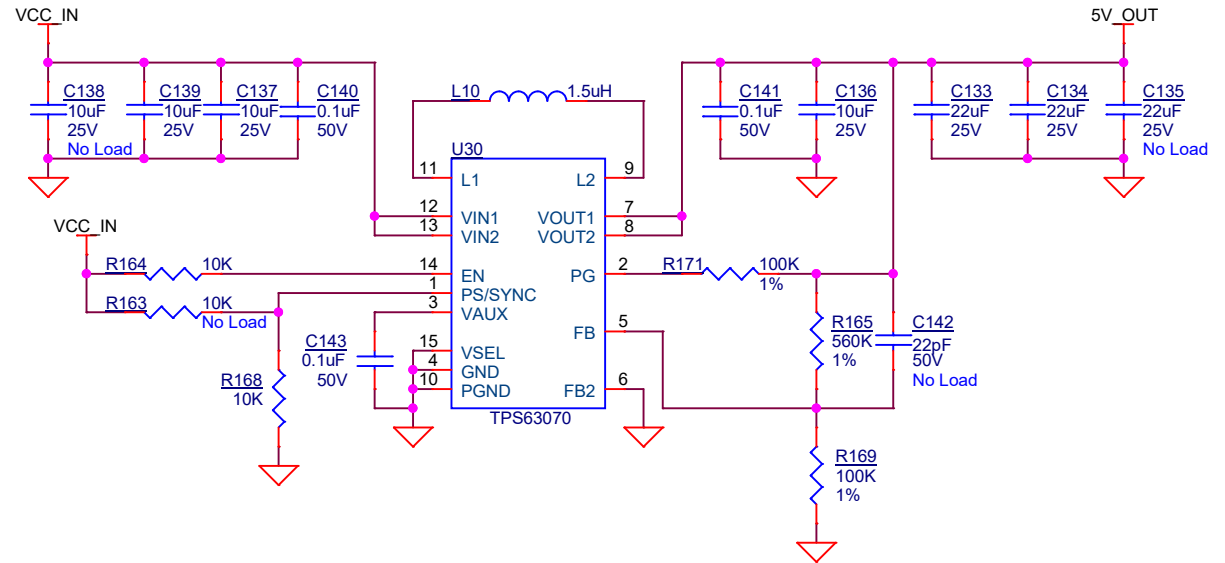 VCC_IN
5V_OUT
C138
10uF
25V
No Load
C139
10uF
25V
C137
10uF
25V
C140
0.1uF
50V
L10
1.5uH
C141
0.1uF
50V
C136
10uF
25V
C133
22uF
25V
C134
22uF
25V
C135
22uF
25V
No Load
U30
11 L1 L2 9
12 VIN1 VOUT1 7
13 VIN2 VOUT2 8
VCC_IN
R164 10K 14 EN PG 2 R171 100K
1%
R163 10K 1 PS/SYNC
No Load
3 VAUX
C143
0.1uF
50V
FB 5
R165
560K
1%
C142
22pF
50V
No Load
15 VSEL
4 GND
10 PGND FB2 6
R168
10K
TPS63070
R169
100K
1%